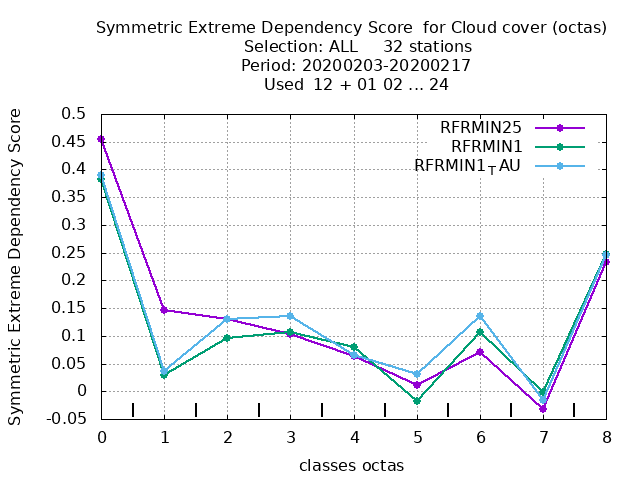 Symmetric Extreme Dependency Score  for Cloud cover (octas)
Selection: ALL     32 stations
Period: 20200203-20200217
Used  12 + 01 02 ... 24
Symmetric Extreme Dependency Score
0.5
0.45
0.4
0.35
0.3
0.25
0.2
0.15
0.1
0.05
0
-0.05
RFRMIN25
RFRMIN1
RFRMIN1TAU
0 1 2 3 4 5 6 7 8
classes octas